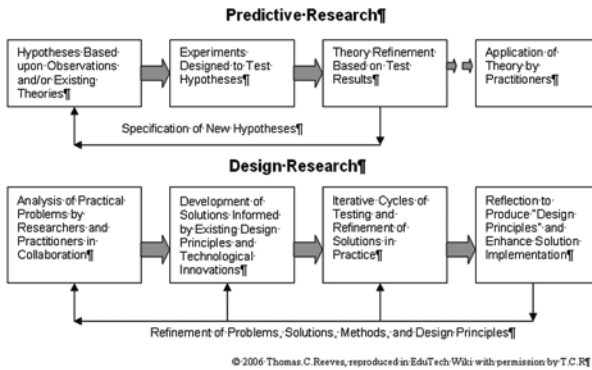 Predictive·Research¶
Hypotheses·Based·
upon·Observations·
and/or·Existing·
Theories¶
Experiments·
Designed·to·Test·
Hypotheses¶
Theory·Refinement·
Based·on·Test·
Results¶
Application·of·
Theory·by·
Practitioners¶
Specification·of·New·Hypotheses¶
Design·Research¶
Analysis·of·Practical·
Problems·by·
Researchers·and·
Practitioners·in·
Collaboration¶
Development·of·
Solutions·Informed·
by·Existing·Design·
Principles·and·
Technological·
Innovations¶
Iterative·Cycles·of·
Testing·and·
Refinement·of·
Solutions·in·
Practice¶
Reflection·to·
Produce·"Design·
Principles"·and·
Enhance·Solution·
Implementation¶
Refinement·of·Problems,·Solutions,·Methods,·and·Design·Principles¶
©·2006·Thomas·C.Reeves,·reproduced·in·EduTech·Wiki·with·permission·by·T.C.R¶